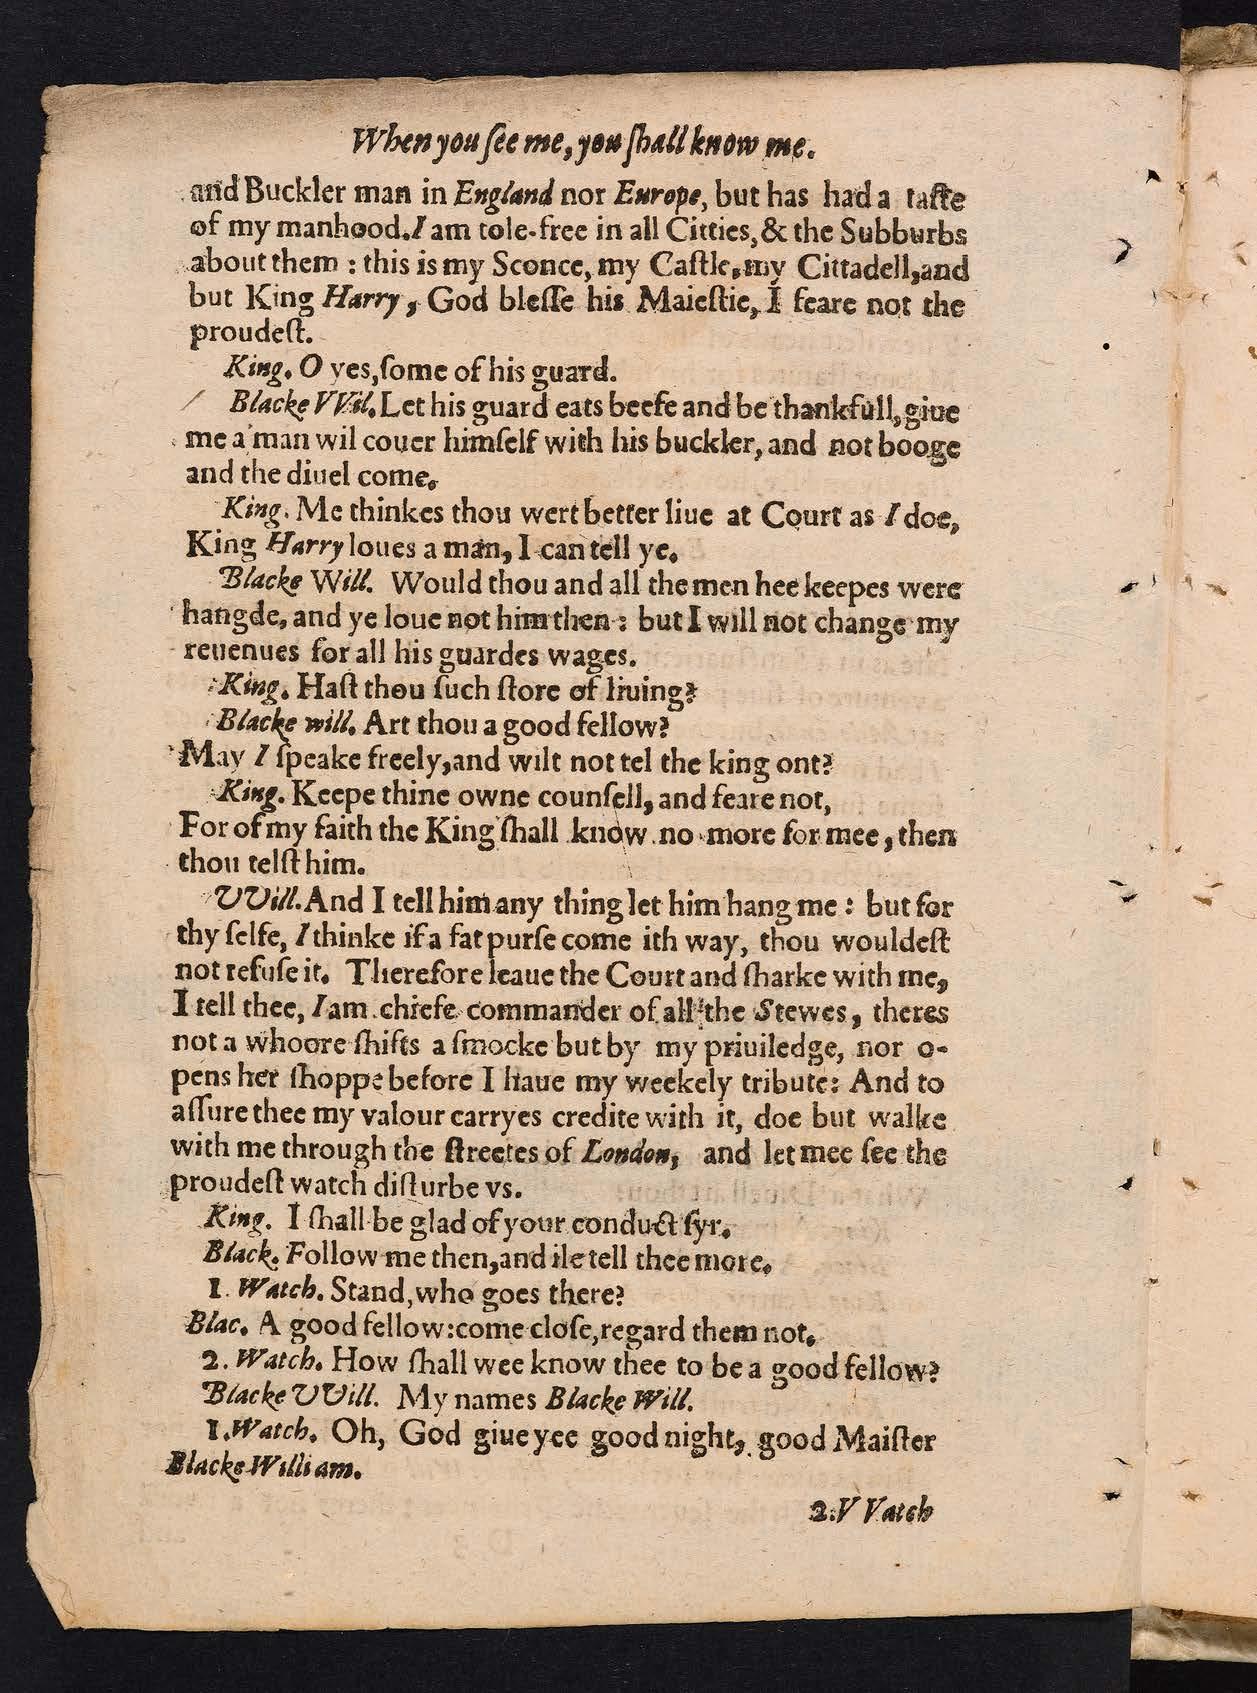 When you ſee me, you ſhall know me.
and Buckler man in England nor Europe, but has had a taſte
of my manhood. I am tole-free in all Citties, & the Subburbs
about them : this is my Sconce, my Caſtle, my Cittadell, and
but King Harry, God bleſſe his Maieſtie, I feare not the
proudeſt.
King. O yes, ſome of his guard.
Blacke VVil. Let his guard eats beefe and be thankfull, giue
me a man wil couer himſelf with his buckler, and not booge
and the diuel come.
King. Me thinkes thou wert better liue at Court as I doe,
King Harry loues a man, I can tell ye.
Blacke Will. Would thou and all the men hee keepes were
hangde, and ye loue not him then : but I will not change my
reuenues for all his guardes wages.
King. Haſt thou ſuch ſtore of liuing?
Blacke will. Art thou a good fellow?
May I ſpeake freely, and wilt not tel the king ont?
King. Keepe thine owne counſell, and feare not,
For of my faith the King ſhall know no more for mee, then
thou telſt him.
VVill. And I tell him any thing let him hang me : but for
thy ſelfe, I thinke if a fat purſe come ith way, thou wouldeſt
not refuſe it. Therefore leaue the Court and ſharke with me,
I tell thee, I am chiefe commander of all the Stewes, theres
not a whoore ſhifts a ſmocke but by my priuiledge, nor o-
pens her ſhoppe before I haue my weekely tribute: And to
aſſure thee my valour carryes credite with it, doe but walke
with me through the ſtreetes of London, and let mee ſee the
proudeſt watch diſturbe vs.
King. I ſhall be glad of your conduct ſyr.
Black. Follow me then, and ile tell thee more.
1. Watch. Stand, who goes there?
Blac. A good fellow: come cloſe, regard them not.
2. Watch. How ſhall wee know thee to be a good fellow?
Blacke VVill. My names Blacke Will.
1. Watch. Oh, God giue yee good night, good Maiſter
Blacke William.
2. VVatch